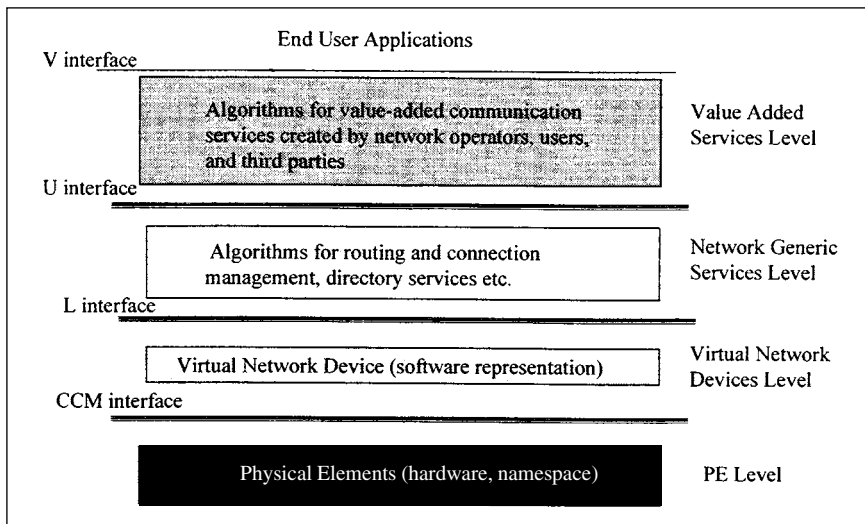 End User Applications
V interface
Algorithms for value-added communication
services created by network operators, users,
and third parties
Value Added
Services Level
U interface
Algorithms for routing and connection
management, directory services etc.
Network Generic
Services Level
L interface
Virtual Network Device (software representation)
Virtual Network
Devices Level
CCM interface
Physical Elements (hardware, namespace)
PE Level